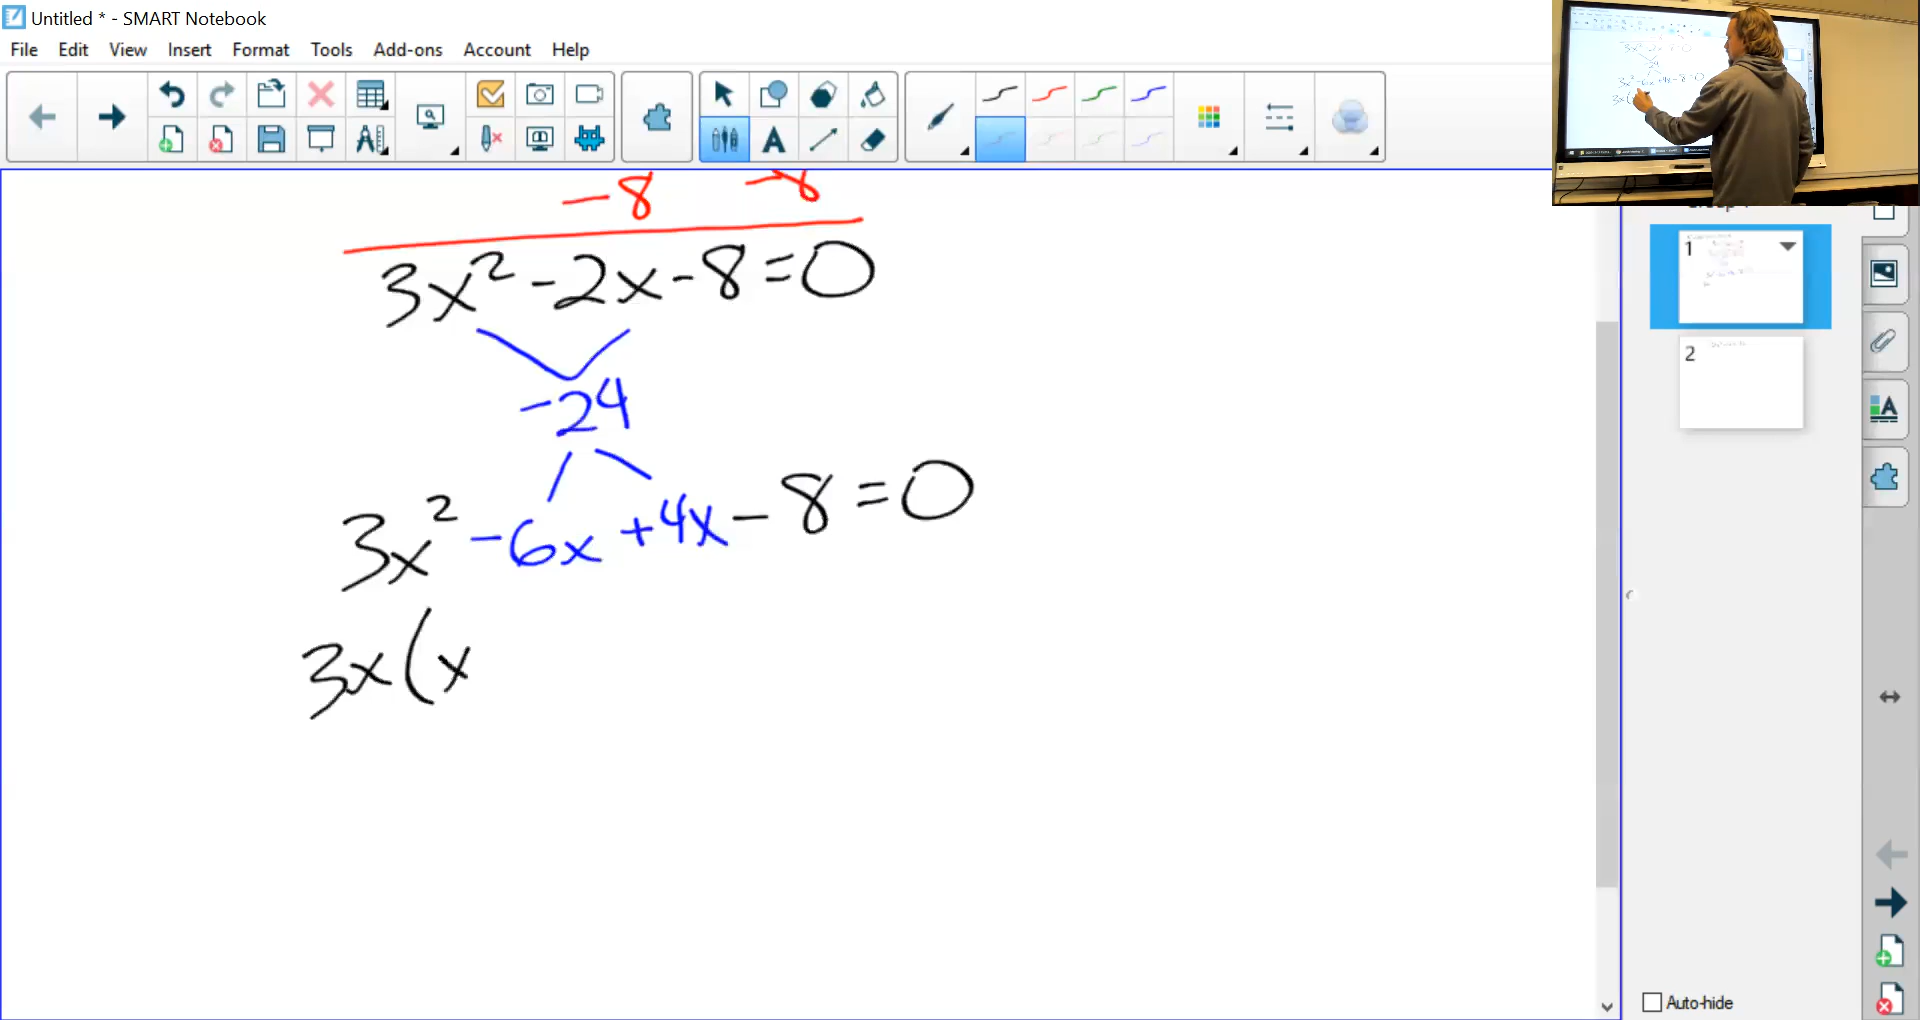 Untitled * - SMART Notebook
File Edit View Insert Format Tools Add-ons Account Help
-8 -8
3x² -2x -8 = 0
-24
3x² -6x +4x -8 = 0
3x(x
1
2
Auto-hide